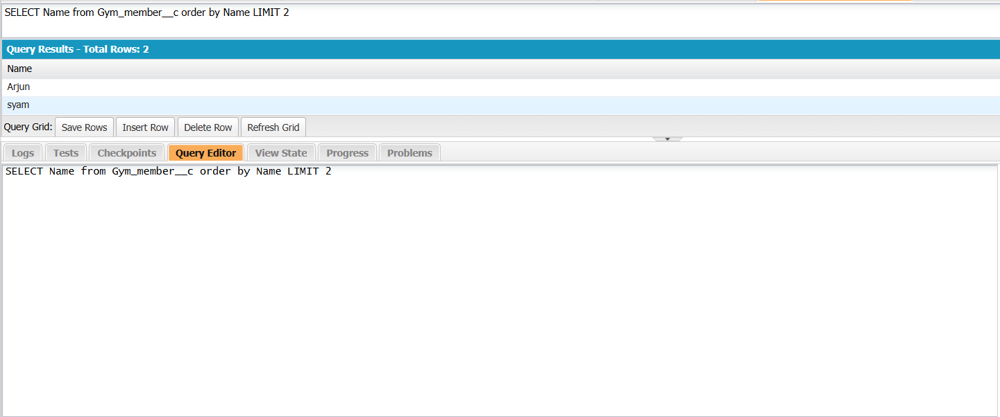 SELECT Name from Gym_member__c order by Name LIMIT 2
Query Results - Total Rows: 2
Name
Arjun
syam
Query Grid: Save Rows Insert Row Delete Row Refresh Grid
Logs Tests Checkpoints Query Editor View State Progress Problems
SELECT Name from Gym_member__c order by Name LIMIT 2